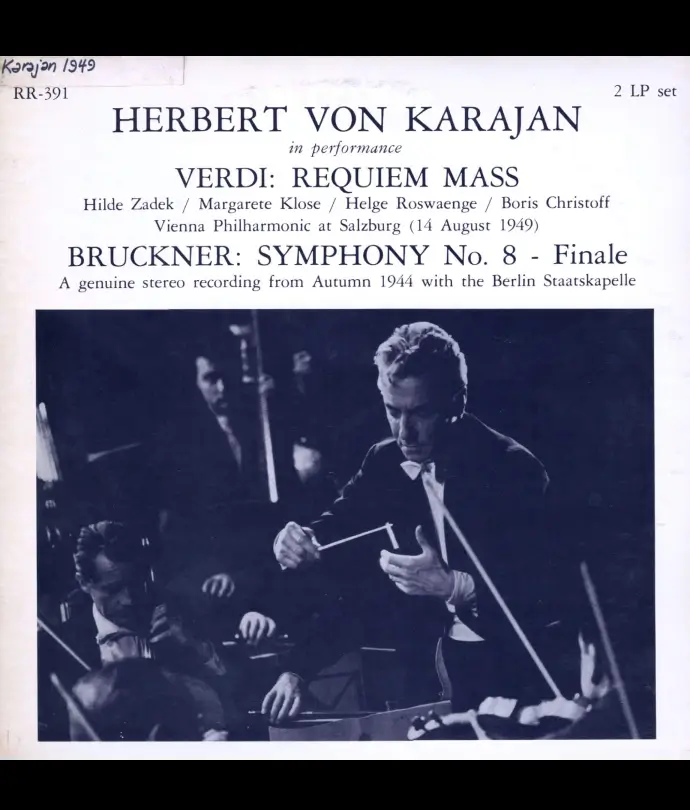 Karajan 1949
RR-391
2 LP set
HERBERT VON KARAJAN
in performance
VERDI: REQUIEM MASS
Hilde Zadek / Margarete Klose / Helge Roswaenge / Boris Christoff
Vienna Philharmonic at Salzburg (14 August 1949)
BRUCKNER: SYMPHONY No. 8 - Finale
A genuine stereo recording from Autumn 1944 with the Berlin Staatskapelle